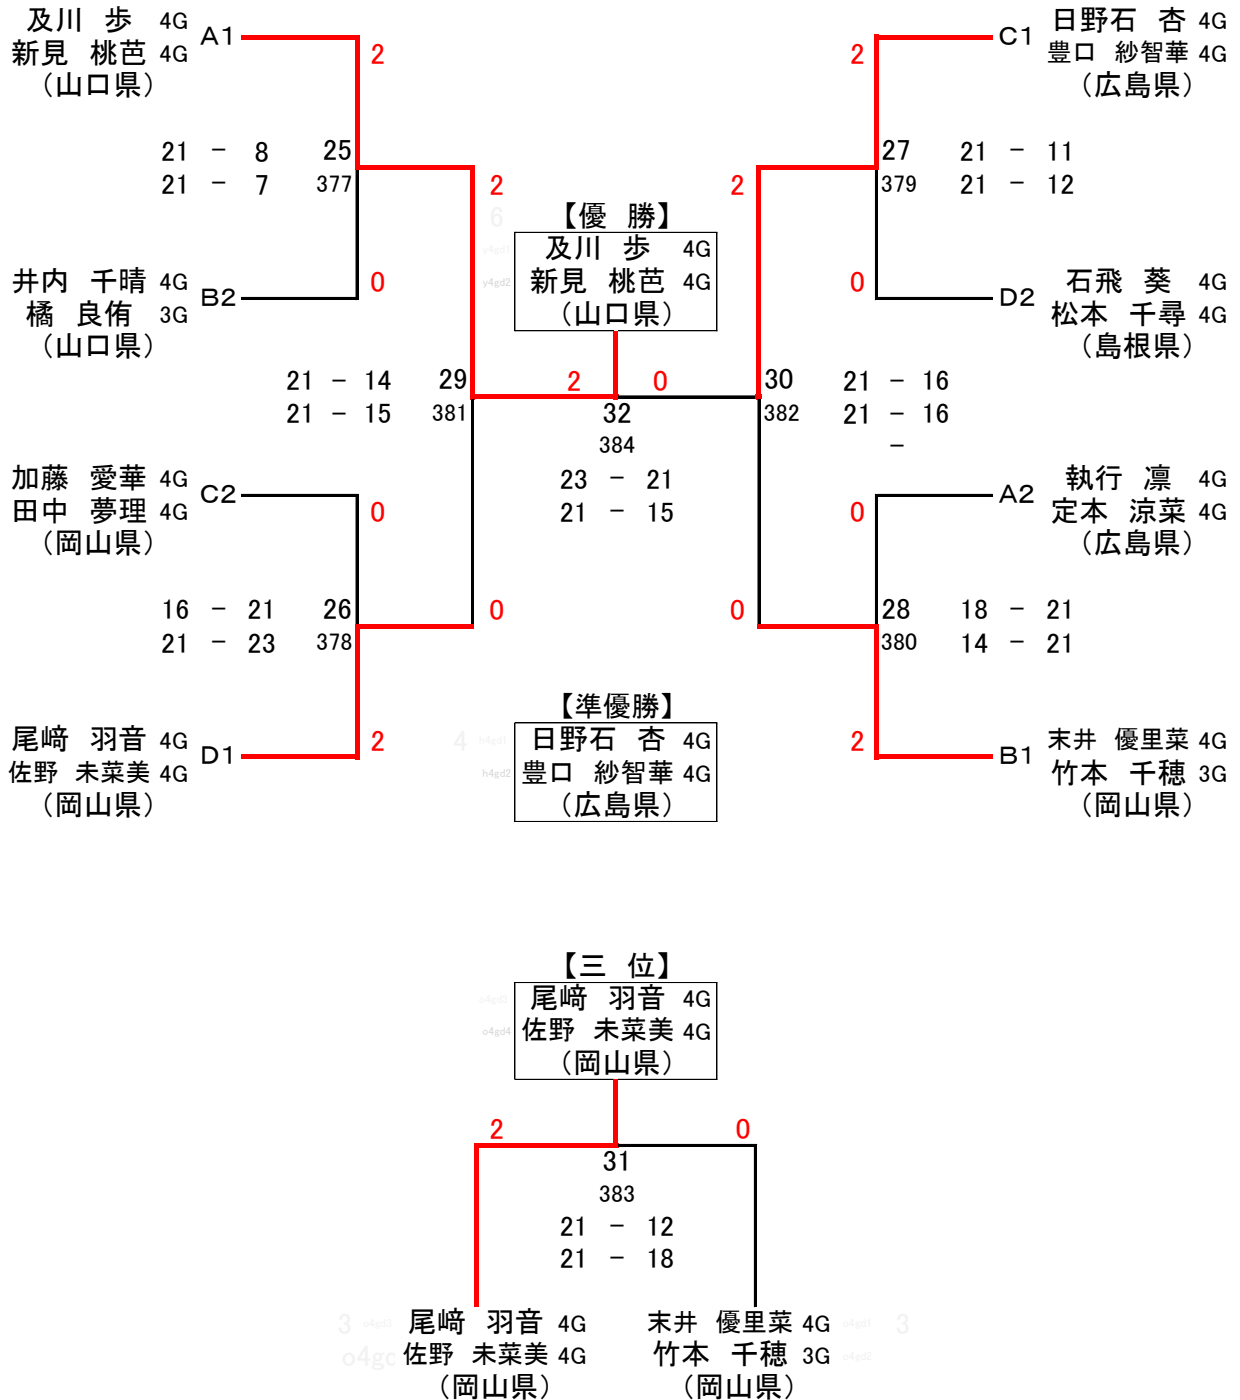 及川 歩 4G
新見 桃芭 4G
(山口県)
A1
2
日野石 杏 4G
豊口 紗智華 4G
(広島県)
C1
2
21 - 8 25
21 - 7 377
27 21 - 11
379 21 - 12
2
2
6
【優 勝】
y4gd1
及川 歩 4G
y4gd2
新見 桃芭 4G
(山口県)
井内 千晴 4G
橘 良侑 3G
(山口県)
B2
0
0
D2
石飛 葵 4G
松本 千尋 4G
(島根県)
21 - 14 29
21 - 15 381
2 0
32
384
23 - 21
21 - 15
30 21 - 16
382 21 - 16
-
加藤 愛華 4G
田中 夢理 4G
(岡山県)
C2
0
0
A2
執行 凛 4G
定本 涼菜 4G
(広島県)
16 - 21 26
21 - 23 378
0
0
28 18 - 21
380 14 - 21
【準優勝】
4 h4gd1
日野石 杏 4G
h4gd2
豊口 紗智華 4G
(広島県)
尾﨑 羽音 4G
佐野 未菜美 4G
(岡山県)
D1
2
2
B1
末井 優里菜 4G
竹本 千穂 3G
(岡山県)
【三 位】
o4gd3
尾﨑 羽音 4G
o4gd4
佐野 未菜美 4G
(岡山県)
2 0
31
383
21 - 12
21 - 18
3 o4gd3
尾﨑 羽音 4G
佐野 未菜美 4G
(岡山県)
末井 優里菜 4G
o4gd1 3
竹本 千穂 3G
o4gd2
(岡山県)